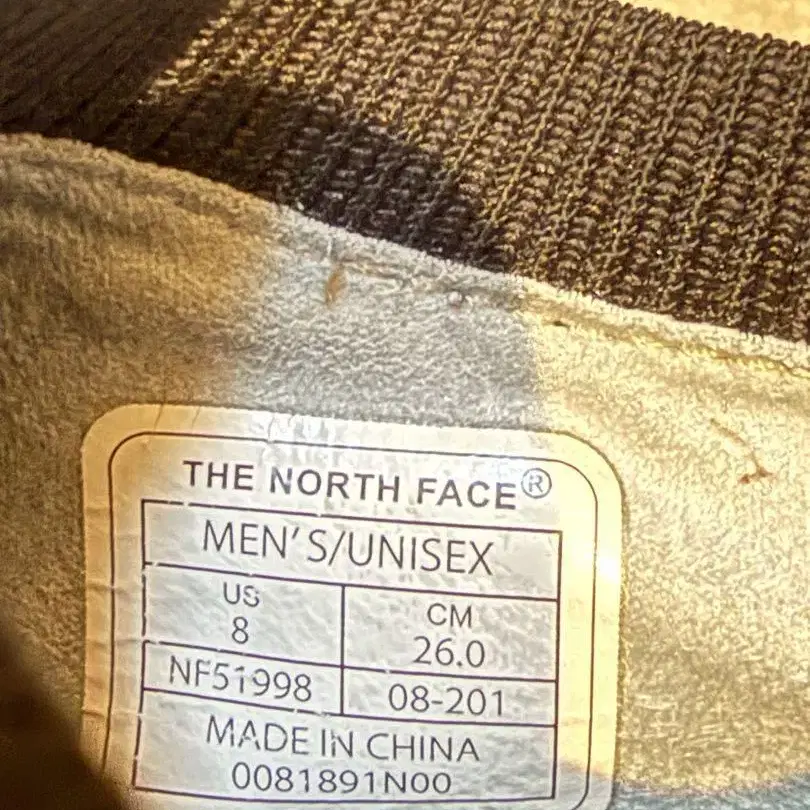 THE NORTH FACE®
MEN'S/UNISEX
US CM
8 26.0
NF51998 08-201
MADE IN CHINA
0081891N00